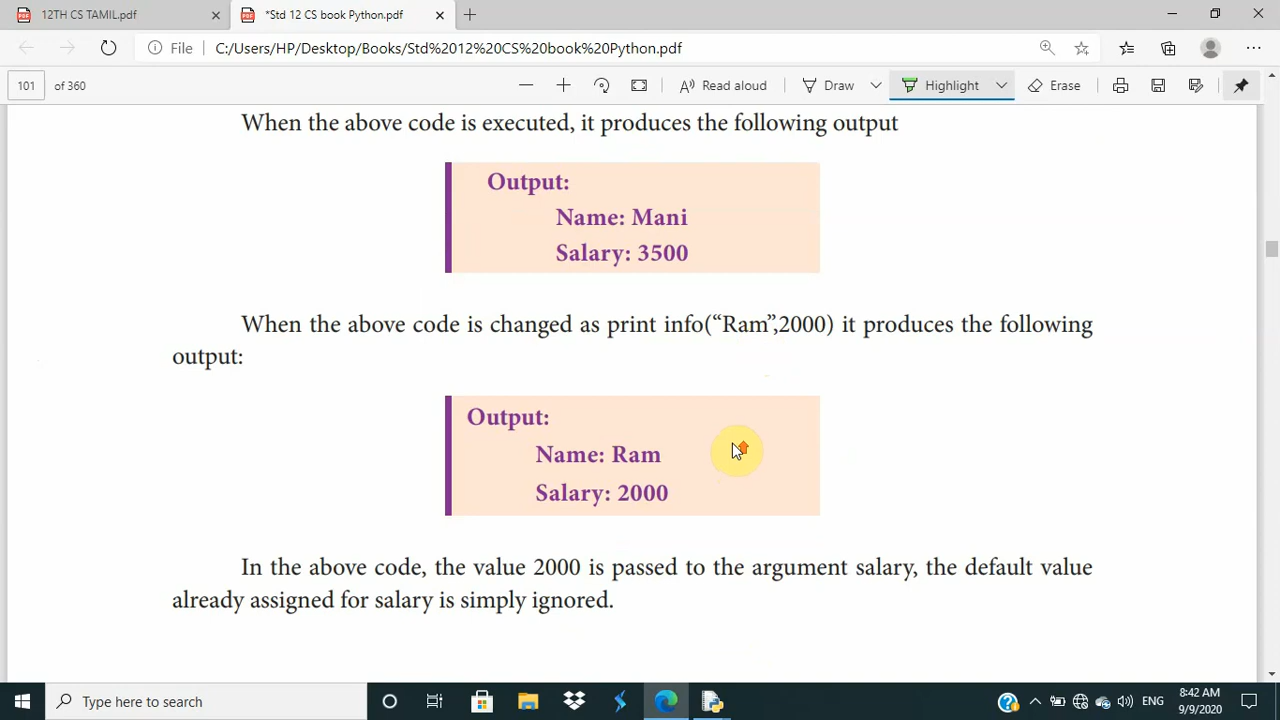 12TH CS TAMIL.pdf
*Std 12 CS book Python.pdf
File
C:/Users/HP/Desktop/Books/Std%2012%20CS%20book%20Python.pdf
101 of 360
Read aloud
Draw
Highlight
Erase
When the above code is executed, it produces the following output
Output:
Name: Mani
Salary: 3500
When the above code is changed as print info(“Ram”,2000) it produces the following
output:
Output:
Name: Ram
Salary: 2000
In the above code, the value 2000 is passed to the argument salary, the default value
already assigned for salary is simply ignored.
Type here to search
ENG
8:42 AM
9/9/2020